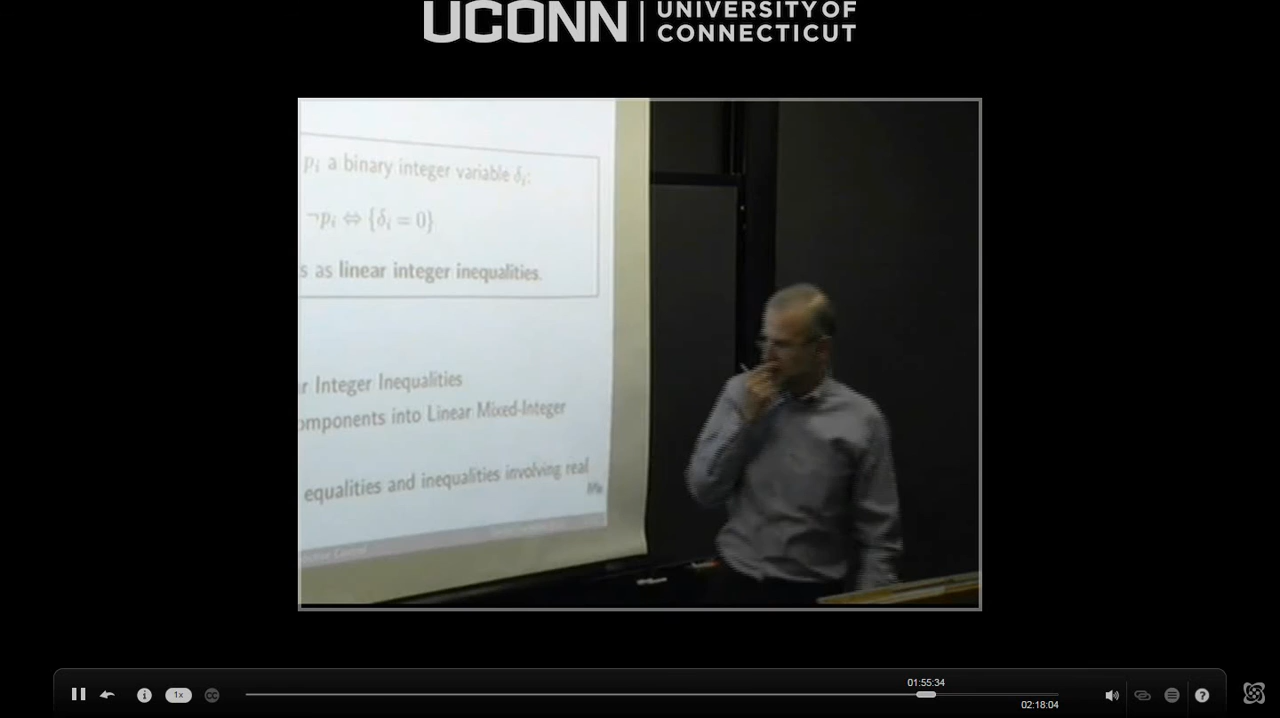 UCONN
UNIVERSITY OF
CONNECTICUT
pᵢ a binary integer variable δᵢ:
¬pᵢ ⇔ {δᵢ = 0}
s as linear integer inequalities.
r Integer Inequalities
omponents into Linear Mixed-Integer
equalities and inequalities involving real
1x
CC
01:55:34
02:18:04